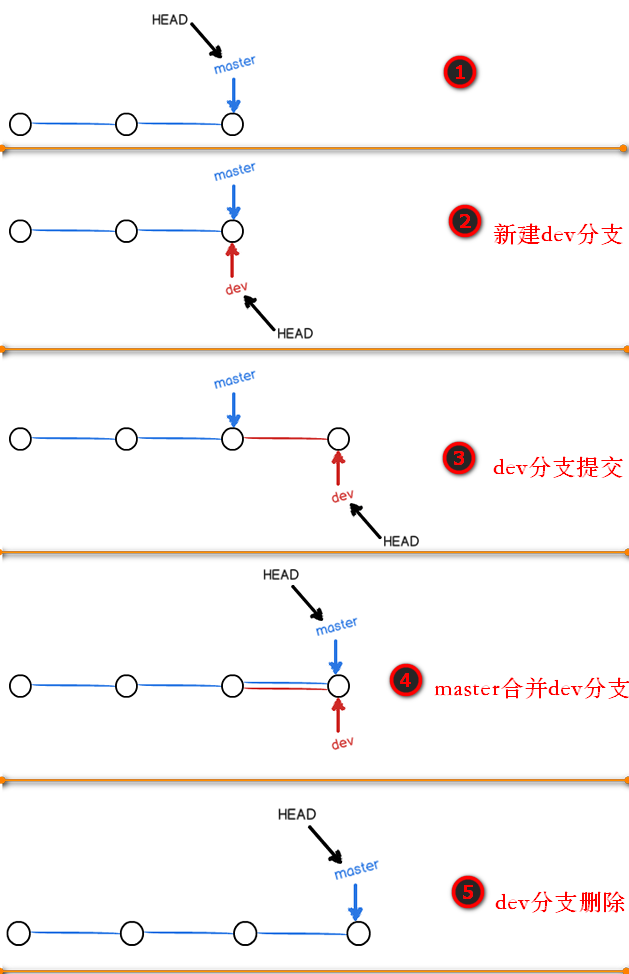 HEAD
master
1
master
2
新建dev分支
dev
HEAD
master
3
dev分支提交
dev
HEAD
HEAD
master
4
master合并dev分支
dev
HEAD
master
5
dev分支删除